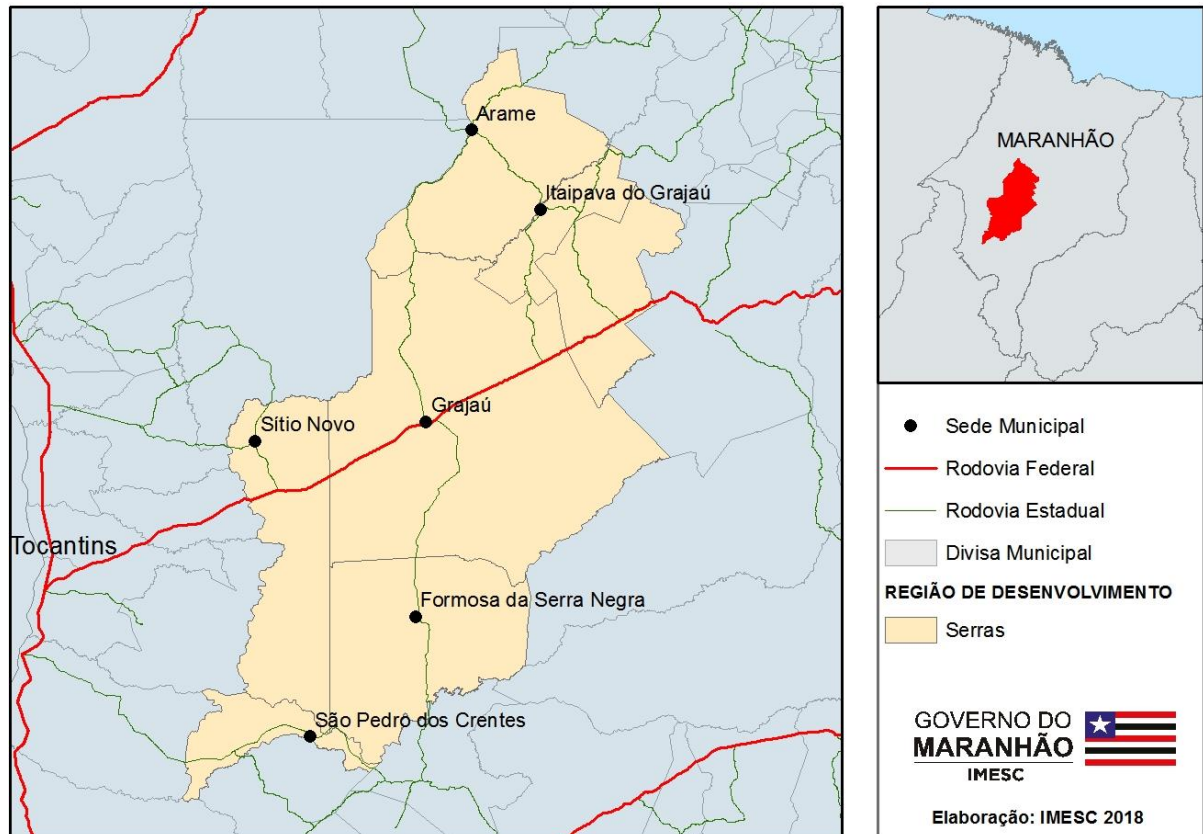 Arame
Itaipava do Grajaú
Grajaú
Sítio Novo
Tocantins
Formosa da Serra Negra
São Pedro dos Crentes
MARANHÃO
Sede Municipal
Rodovia Federal
Rodovia Estadual
Divisa Municipal
REGIÃO DE DESENVOLVIMENTO
Serras
GOVERNO DO
MARANHÃO
IMESC
Elaboração: IMESC 2018